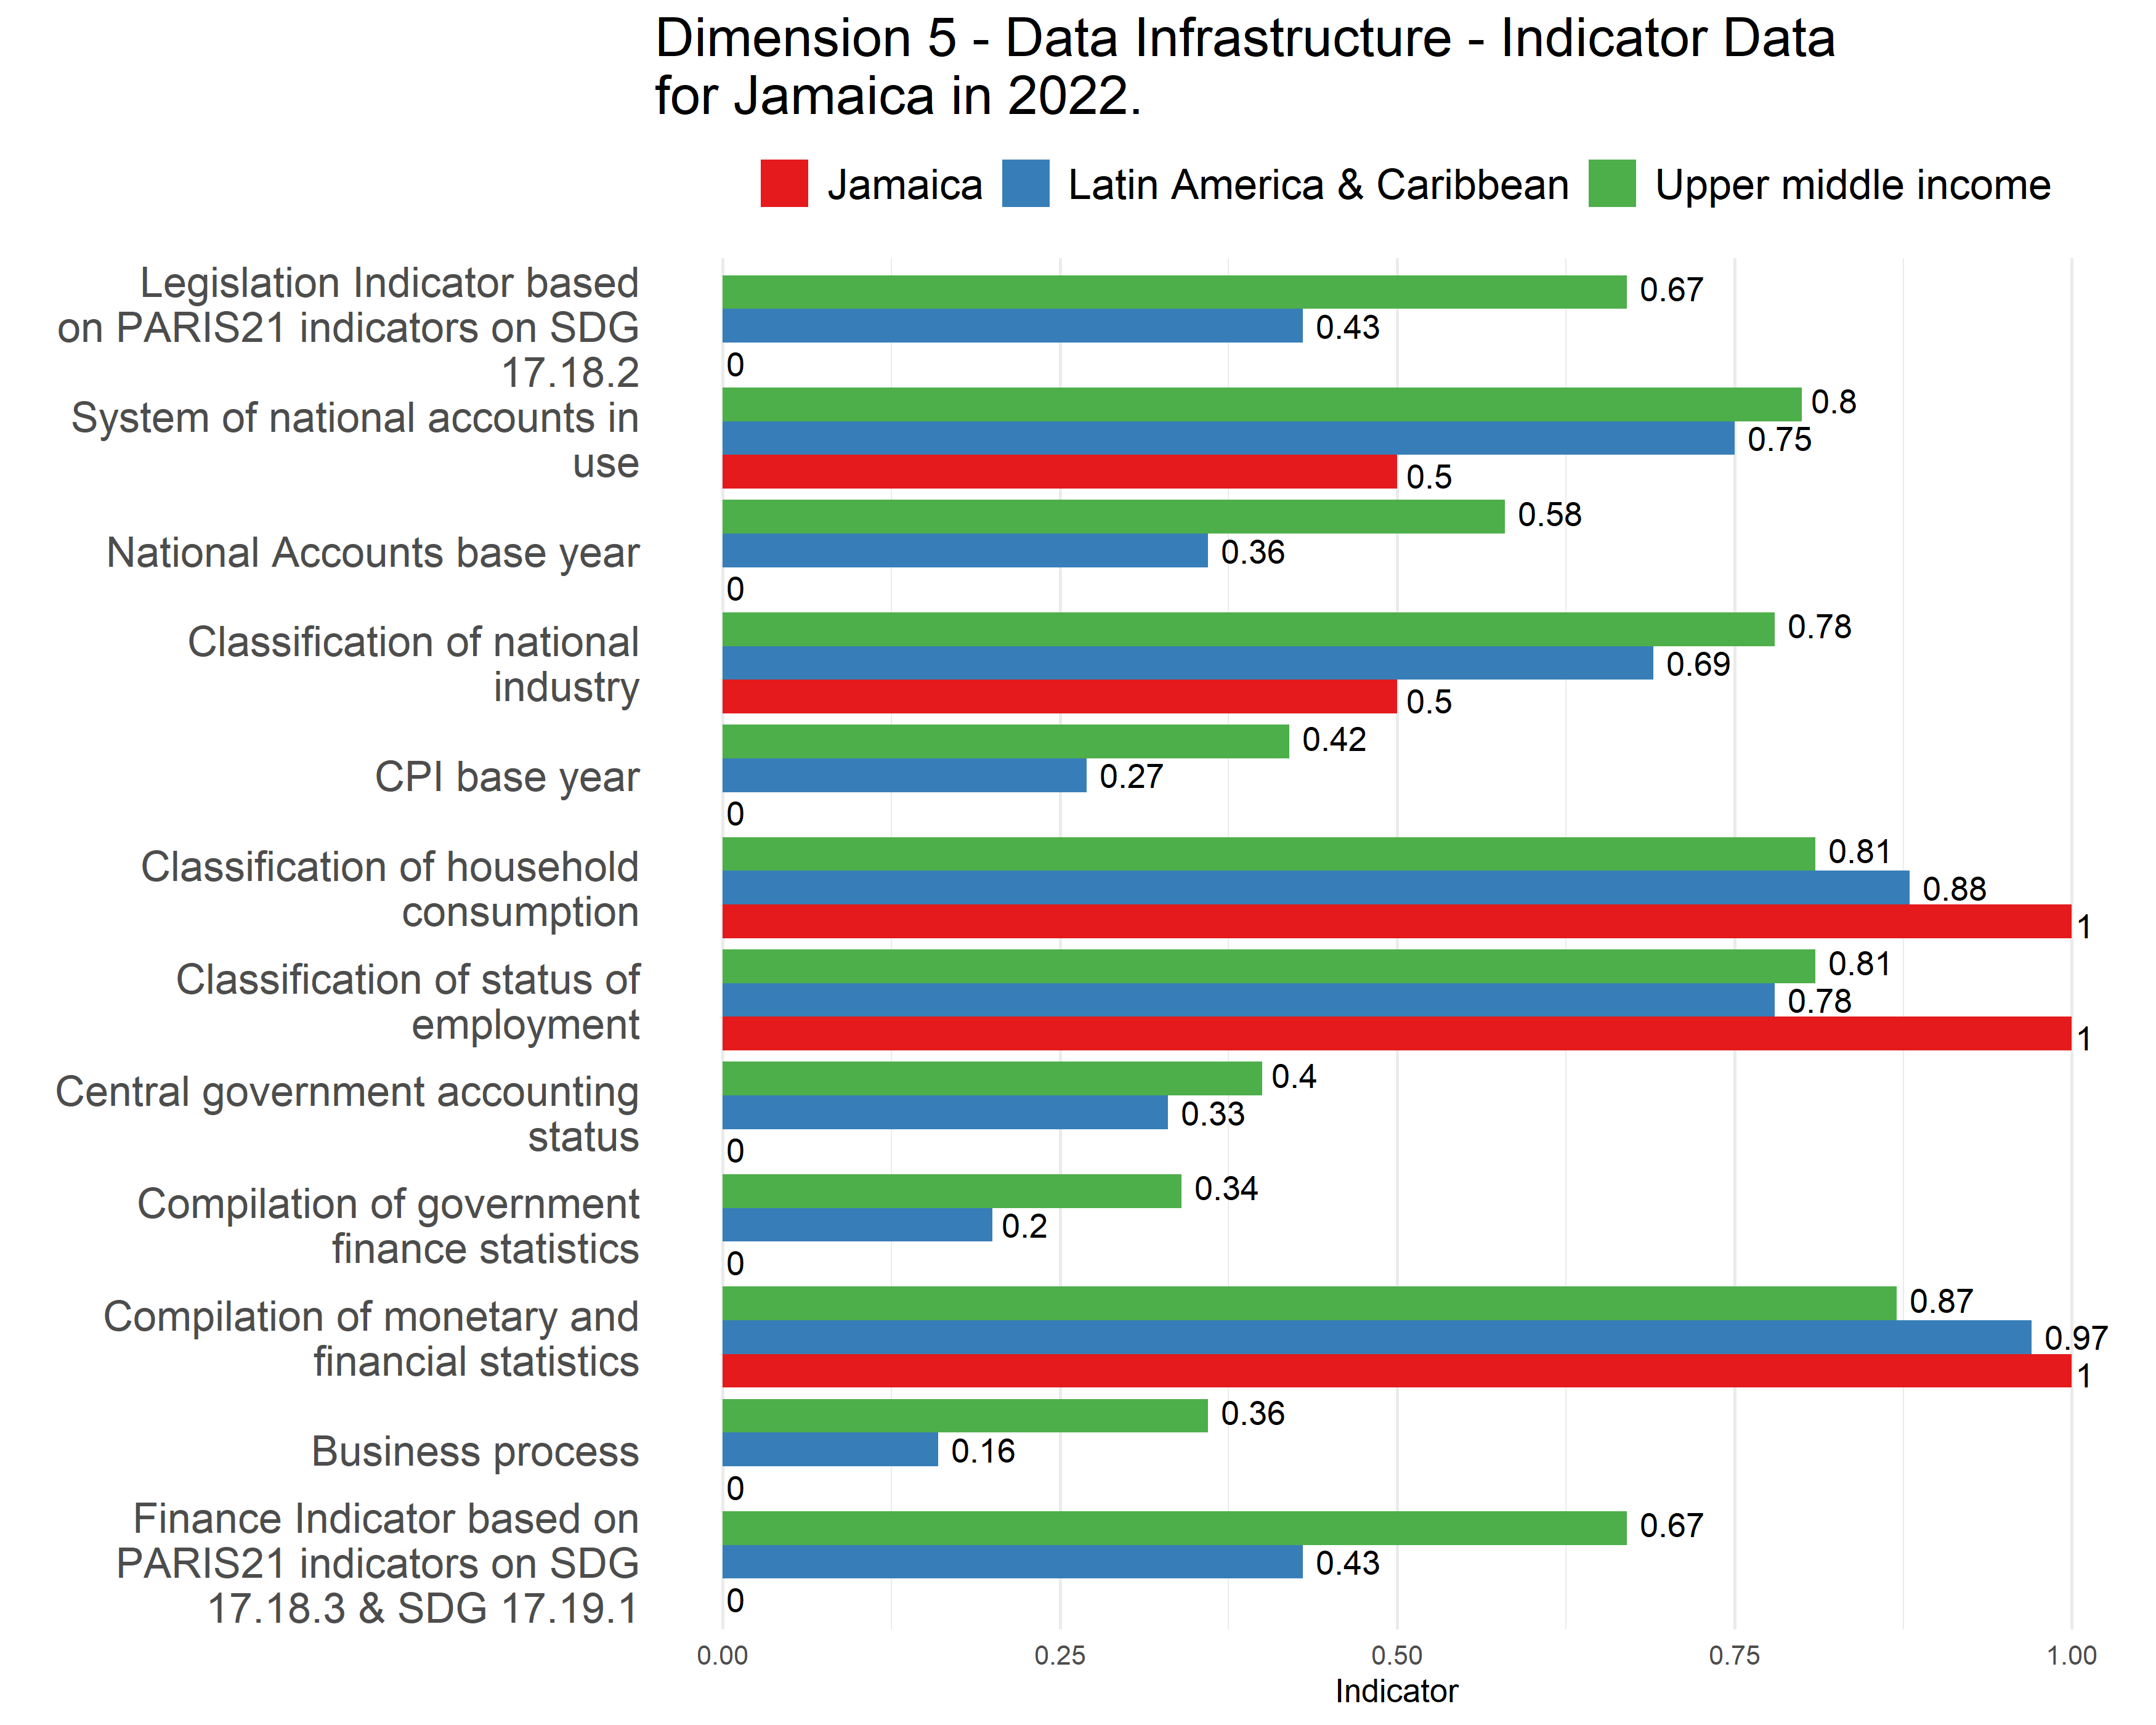 Dimension 5 - Data Infrastructure - Indicator Data
for Jamaica in 2022.
Jamaica Latin America & Caribbean Upper middle income
Legislation Indicator based
on PARIS21 indicators on SDG
17.18.2
0.67
0.43
0
System of national accounts in
use
0.8
0.75
0.5
National Accounts base year
0.58
0.36
0
Classification of national
industry
0.78
0.69
0.5
CPI base year
0.42
0.27
0
Classification of household
consumption
0.81
0.88
1
Classification of status of
employment
0.81
0.78
1
Central government accounting
status
0.4
0.33
0
Compilation of government
finance statistics
0.34
0.2
0
Compilation of monetary and
financial statistics
0.87
0.97
1
Business process
0.36
0.16
0
Finance Indicator based on
PARIS21 indicators on SDG
17.18.3 & SDG 17.19.1
0.67
0.43
0
0.00 0.25 0.50 0.75 1.00
Indicator